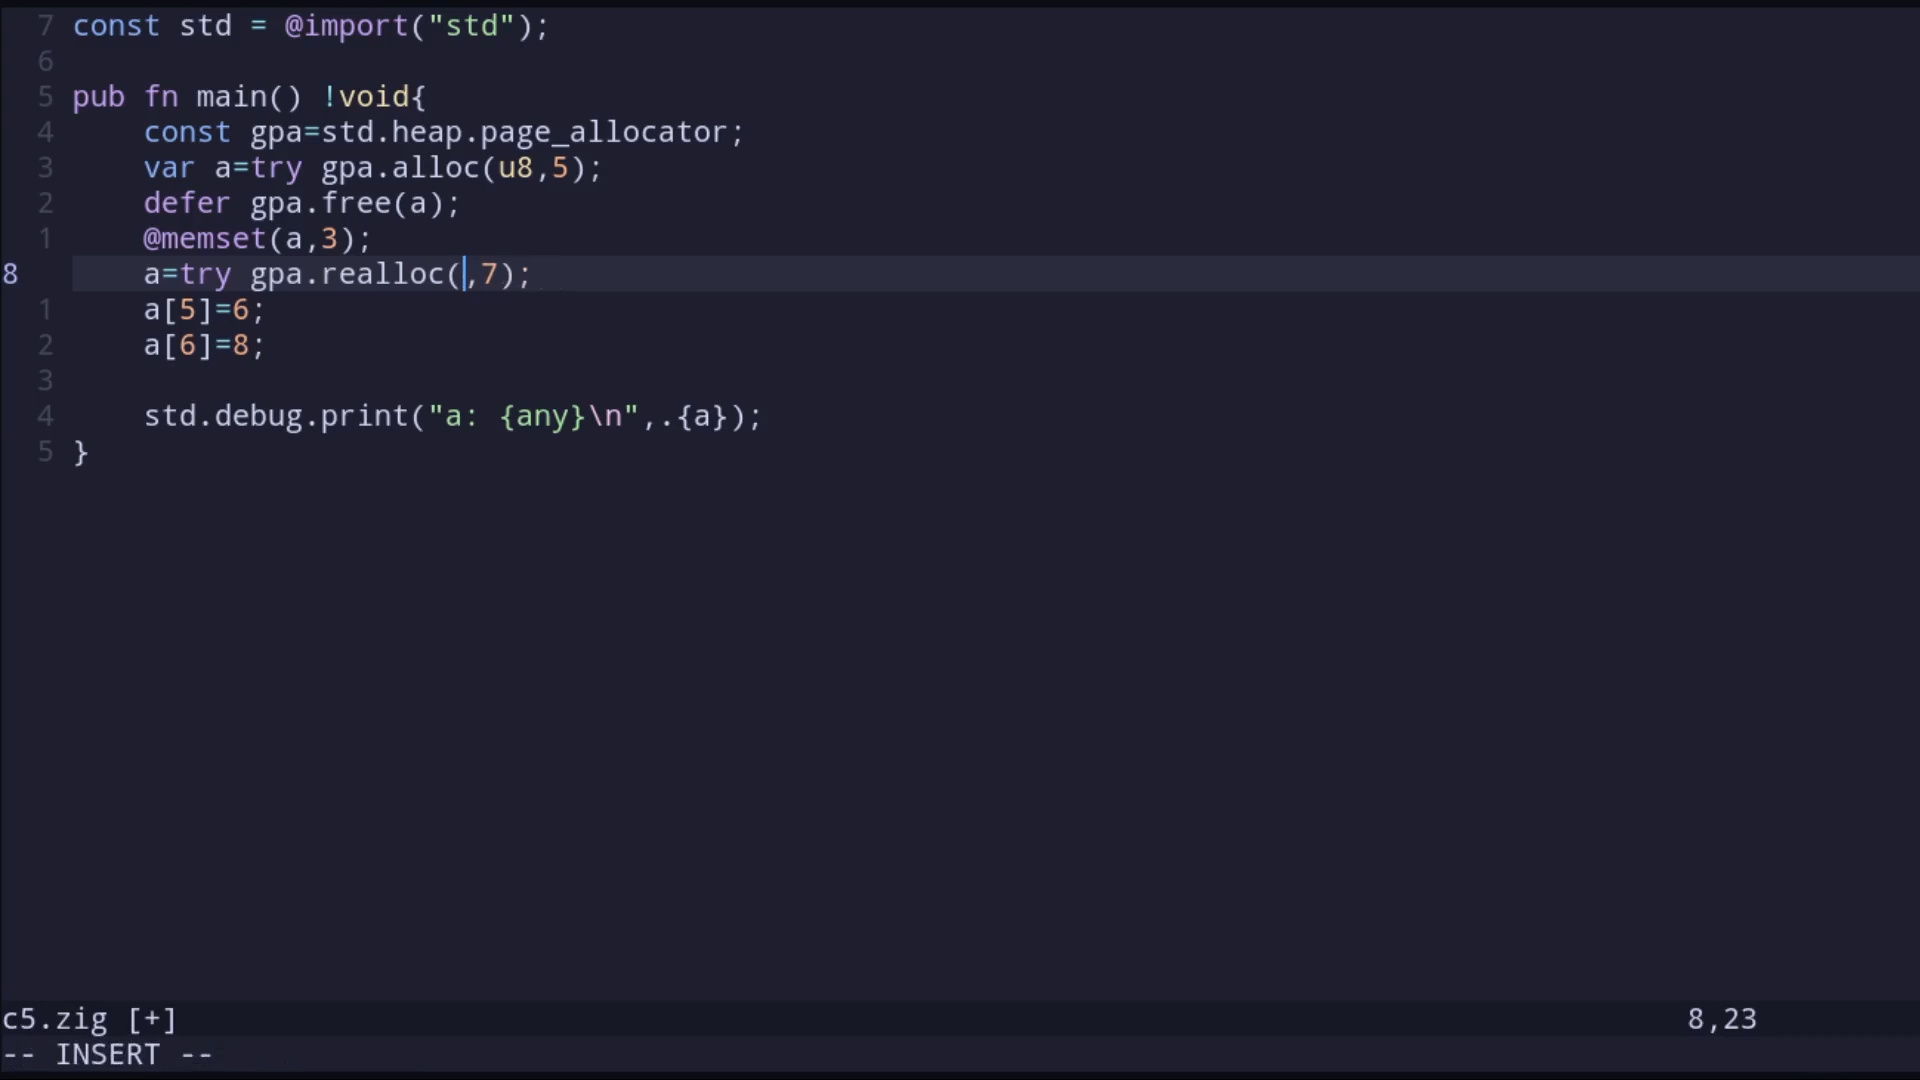 7 const std = @import("std");
6
5 pub fn main() !void{
4     const gpa=std.heap.page_allocator;
3     var a=try gpa.alloc(u8,5);
2     defer gpa.free(a);
1     @memset(a,3);
8     a=try gpa.realloc(,7);
1     a[5]=6;
2     a[6]=8;
3
4     std.debug.print("a: {any}\n",.{a});
5 }
c5.zig [+] 8,23
-- INSERT --